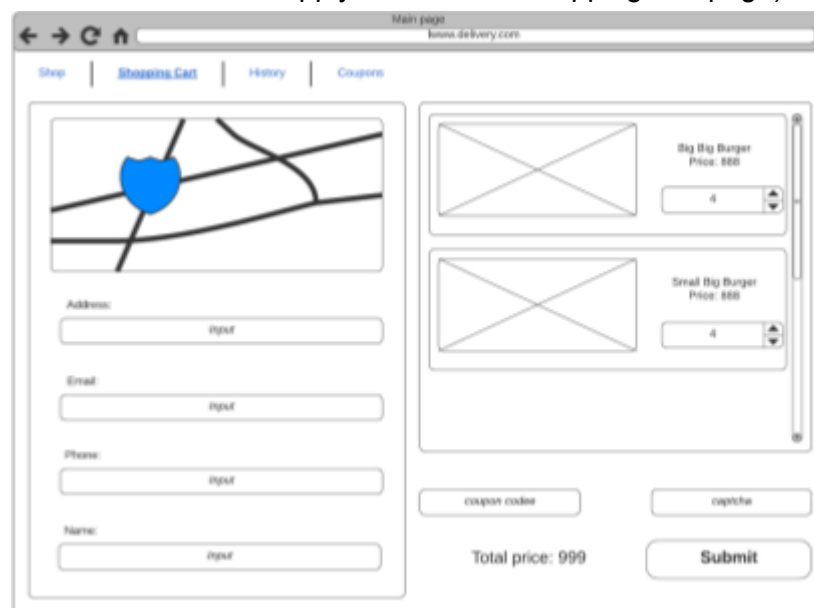 Main page
www.delivery.com
Shop
Shopping Cart
History
Coupons
Address:
input
Email:
input
Phone:
input
Name:
input
Big Big Burger
Price: 888
4
Small Big Burger
Price: 888
4
coupon codee
captcha
Total price: 999
Submit